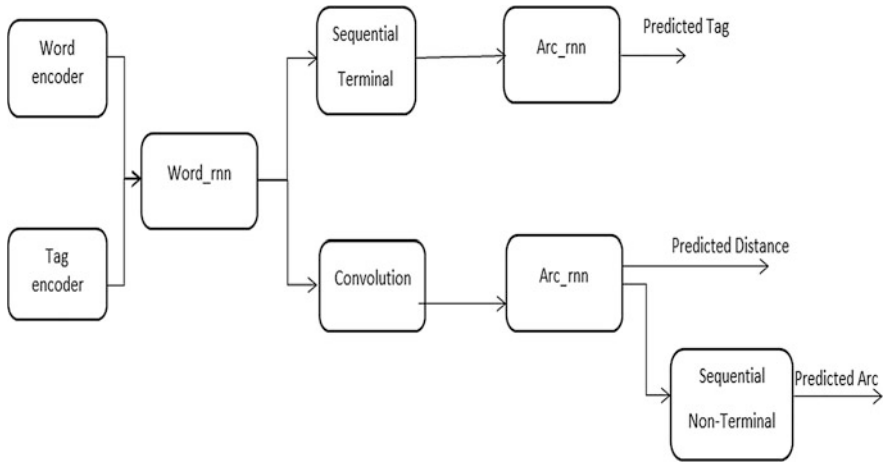 Word
encoder
Tag
encoder
Word_rnn
Sequential
Terminal
Arc_rnn
Predicted Tag
Convolution
Arc_rnn
Predicted Distance
Sequential
Non-Terminal
Predicted Arc